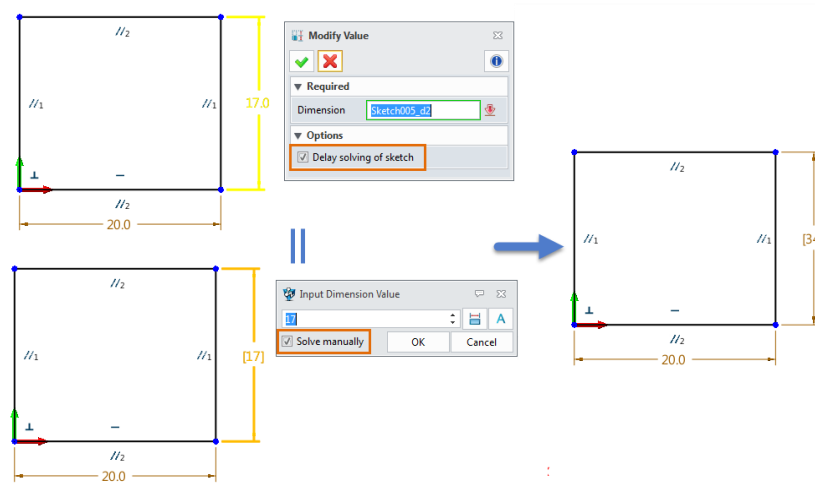 //2
//1
//1
17.0
⊥
–
//2
20.0
Modify Value
Required
Dimension
Sketch005_d2
Options
Delay solving of sketch
//2
//1
//1
[17]
⊥
–
//2
20.0
Input Dimension Value
17
A
Solve manually
OK
Cancel
//2
//1
//1
[34
⊥
–
//2
20.0